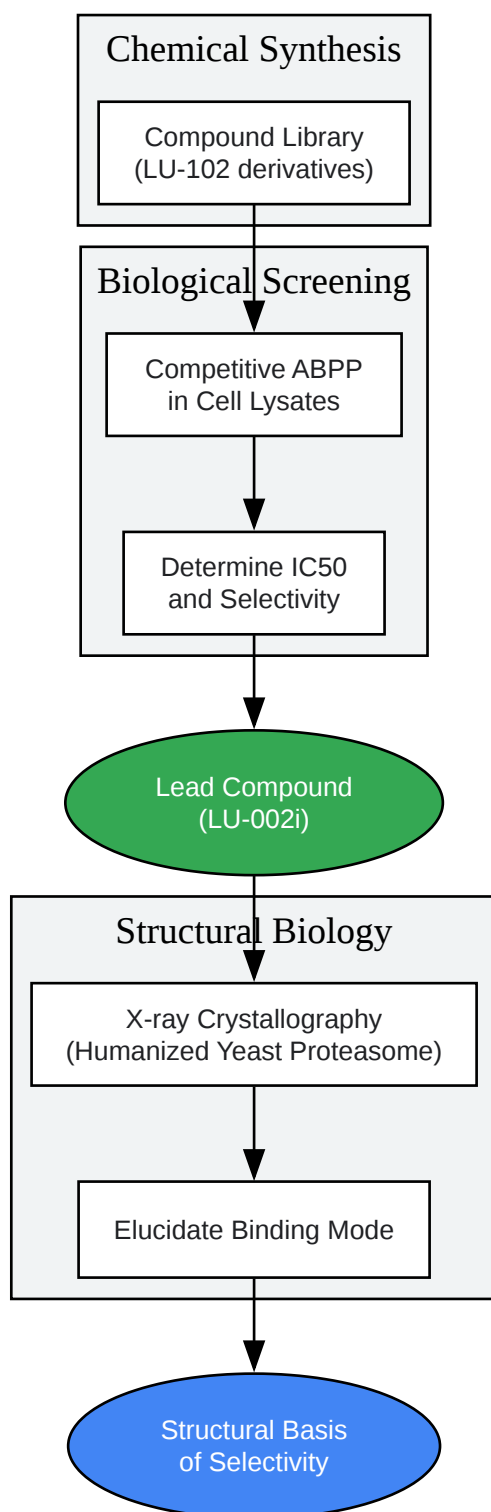 Chemical Synthesis
Compound Library
(LU-102 derivatives)
Biological Screening
Competitive ABPP
in Cell Lysates
Determine IC50
and Selectivity
Lead Compound
(LU-002i)
Structural Biology
X-ray Crystallography
(Humanized Yeast Proteasome)
Elucidate Binding Mode
Structural Basis
of Selectivity